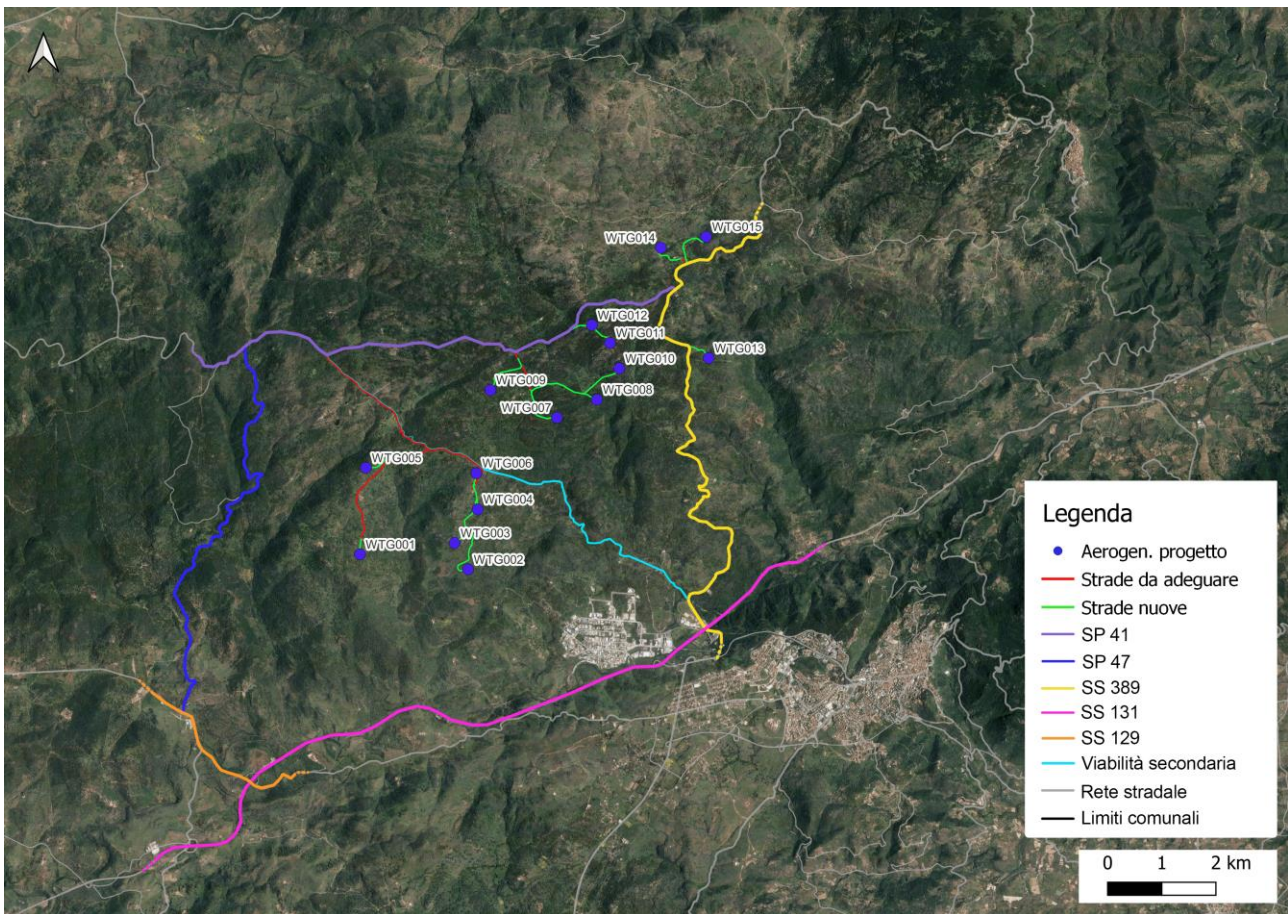 WTG015
WTG014
WTG012
WTG011
WTG013
WTG010
WTG009
WTG008
WTG007
WTG005
WTG006
WTG004
WTG003
WTG001
WTG002
Legenda
Aerogen. progetto
Strade da adeguare
Strade nuove
SP 41
SP 47
SS 389
SS 131
SS 129
Viabilità secondaria
Rete stradale
Limiti comunali
0 1 2 km